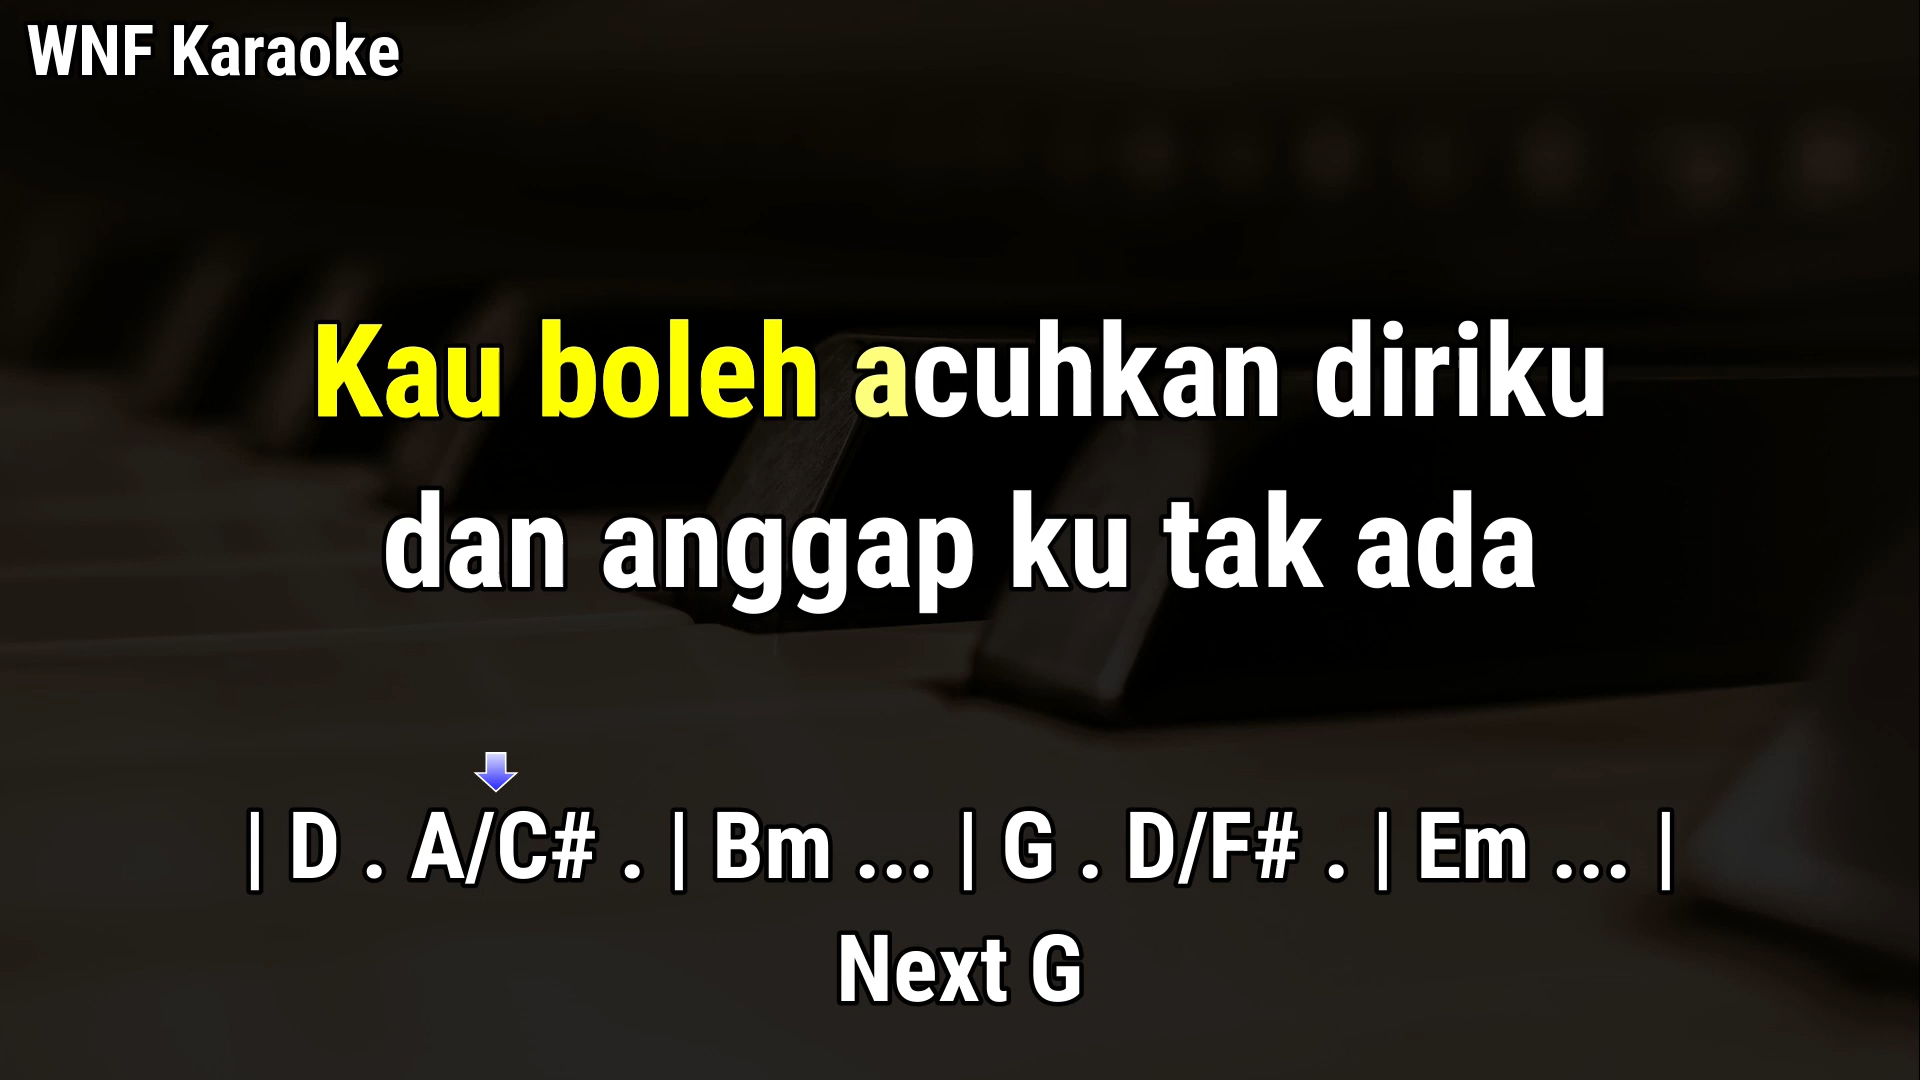 WNF Karaoke
Kau boleh acuhkan diriku
dan anggap ku tak ada
| D . A/C# . | Bm ... | G . D/F# . | Em ... |
Next G